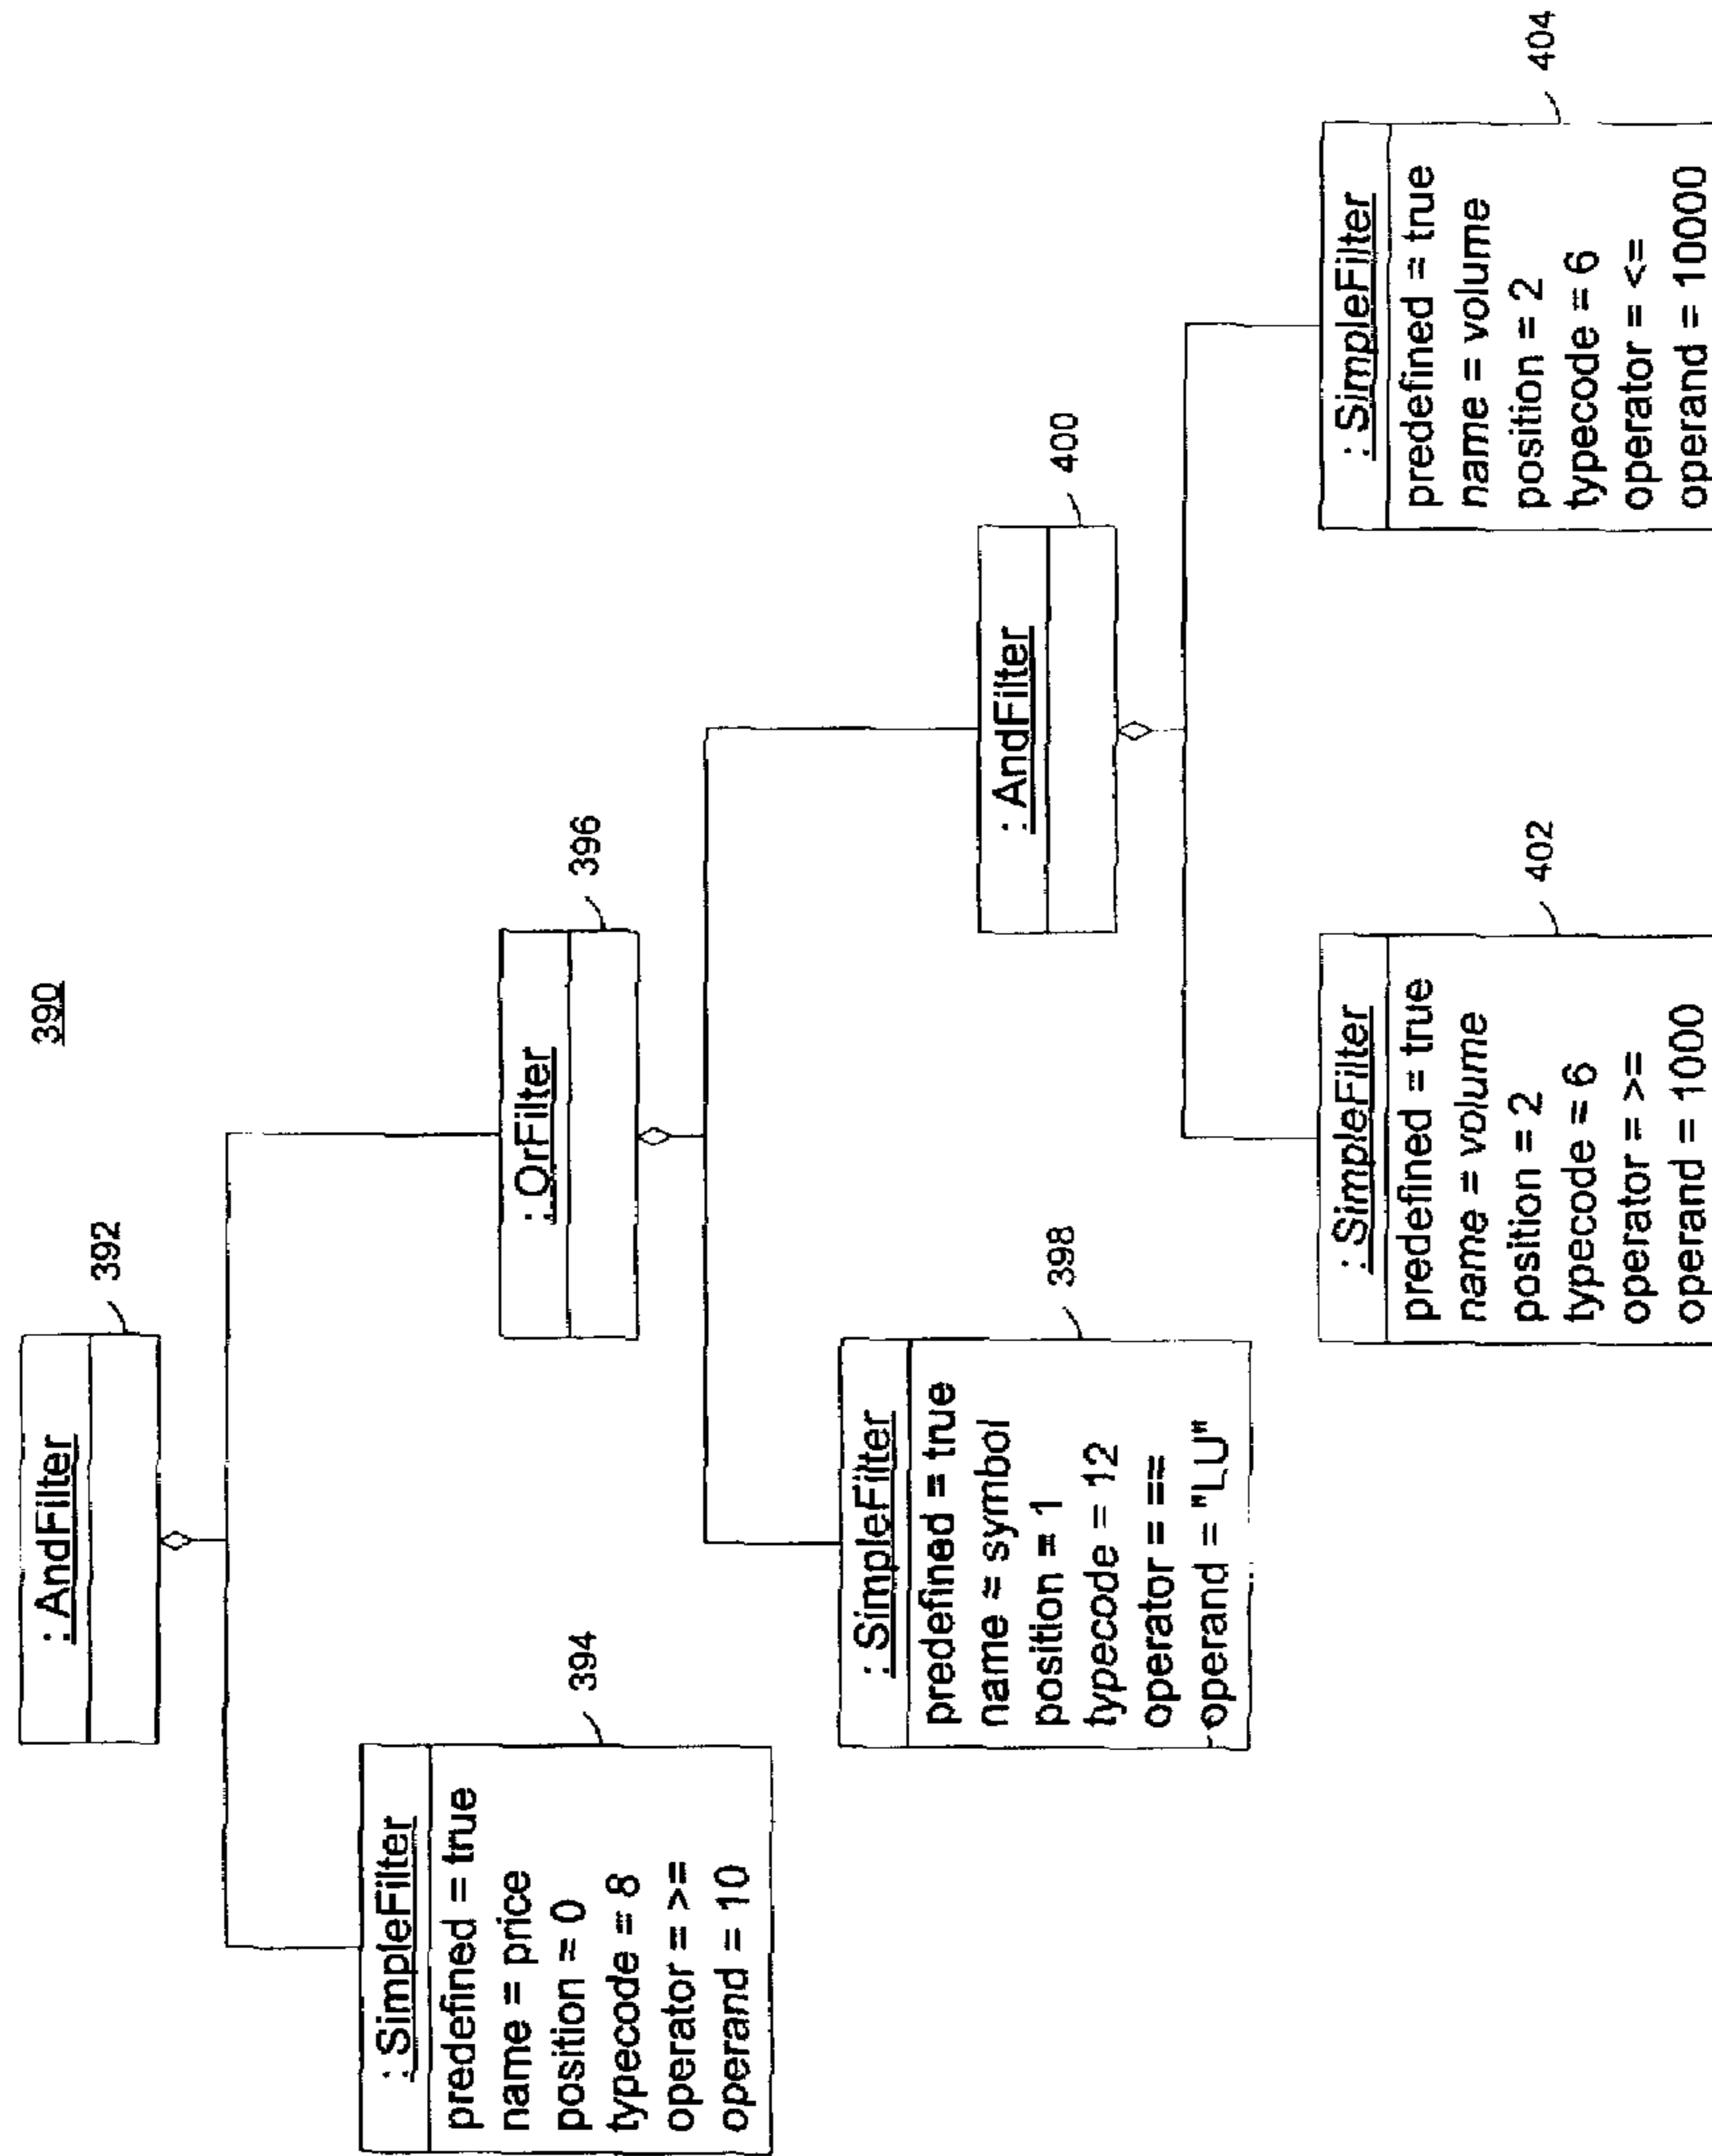 390
: AndFilter
392
: SimpleFilter
predefined = true
name = price
position = 0
typecode = 8
operator = >=
operand = 10
394
: OrFilter
396
: SimpleFilter
predefined = true
name = symbol
position = 1
typecode = 12
operator = ==
operand = "LU"
398
: AndFilter
400
: SimpleFilter
predefined = true
name = volume
position = 2
typecode = 6
operator = >=
operand = 1000
402
: SimpleFilter
predefined = true
name = volume
position = 2
typecode = 6
operator = <=
operand = 10000
404